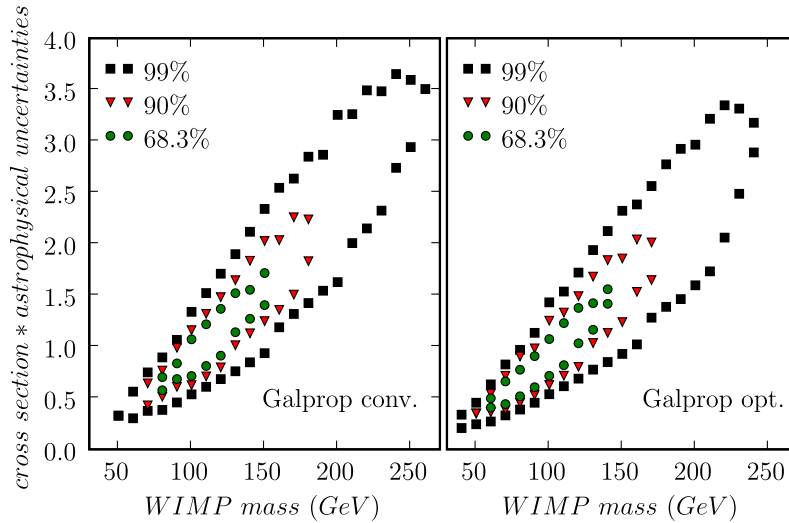 cross section * astrophysical uncertainties
4.0
3.5
3.0
2.5
2.0
1.5
1.0
0.5
0.0
99%
90%
68.3%
Galprop conv.
50 100 150 200 250
WIMP mass (GeV)
99%
90%
68.3%
Galprop opt.
50 100 150 200 250
WIMP mass (GeV)